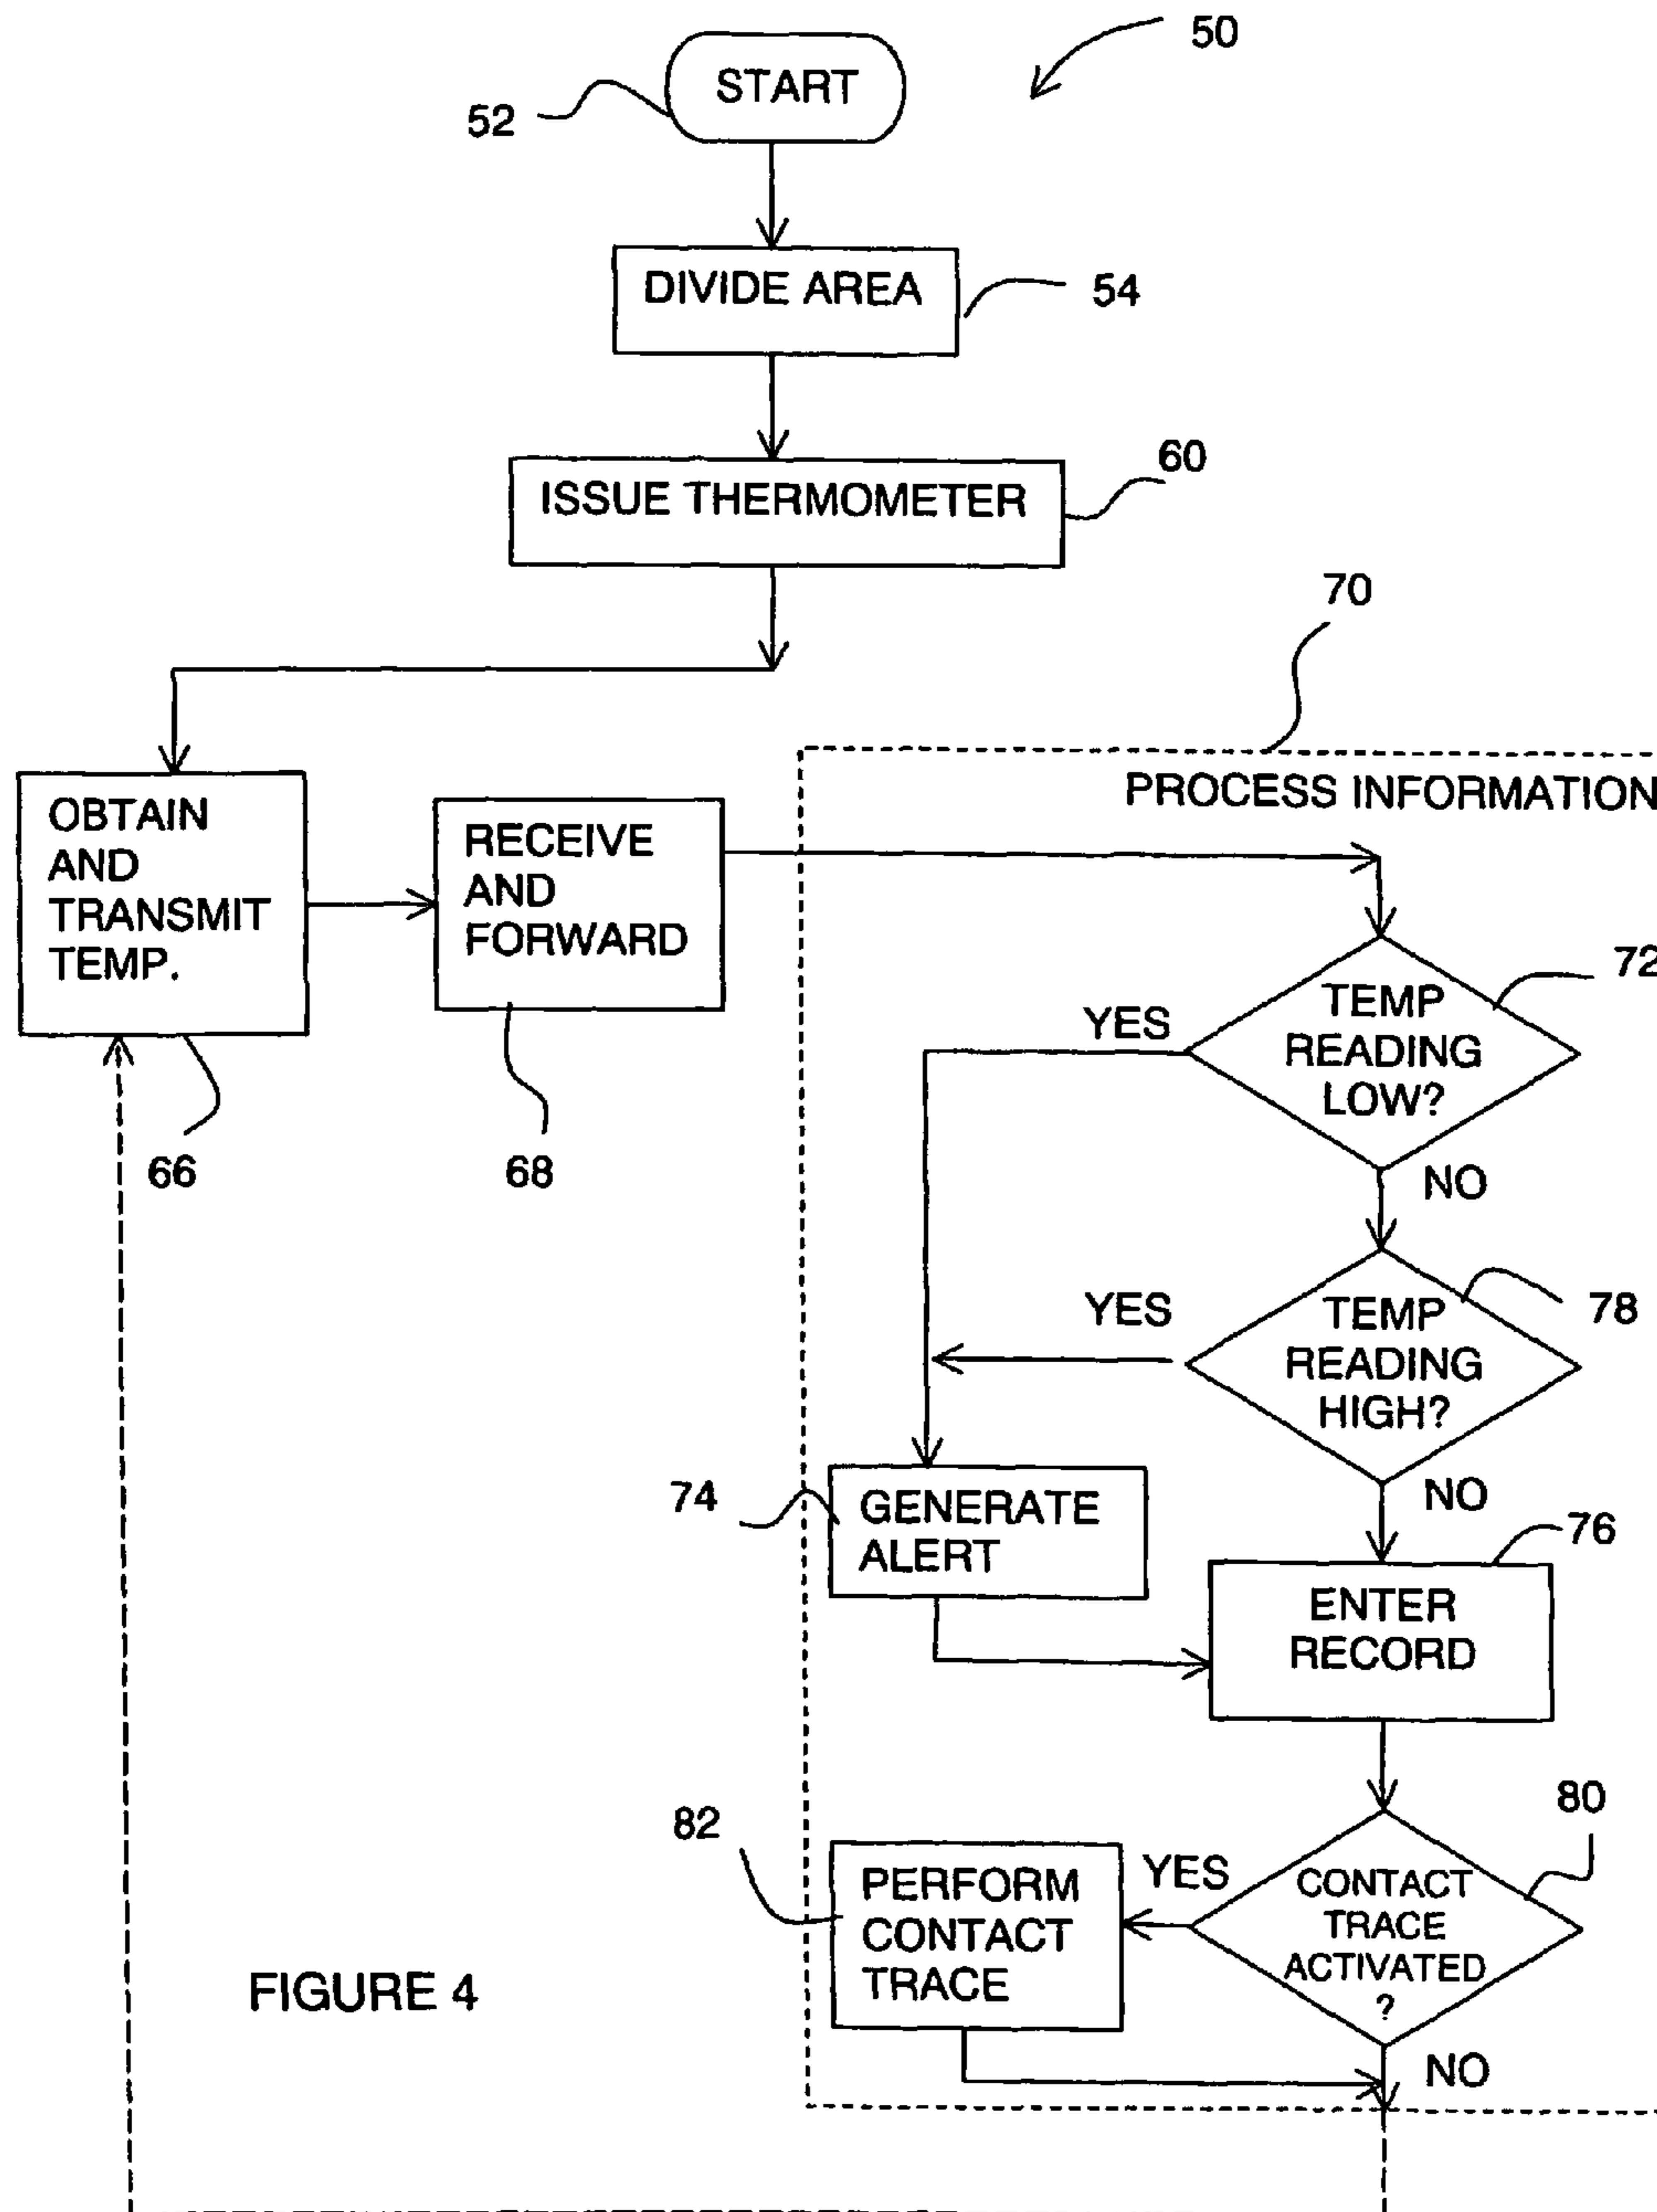 50
START
52
DIVIDE AREA
54
60
ISSUE THERMOMETER
70
PROCESS INFORMATION
OBTAIN
AND
TRANSMIT
TEMP.
RECEIVE
AND
FORWARD
72
TEMP
READING
LOW?
YES
NO
66
68
78
TEMP
READING
HIGH?
YES
NO
74
GENERATE
ALERT
76
ENTER
RECORD
80
82
PERFORM
CONTACT
TRACE
YES
CONTACT
TRACE
ACTIVATED
?
NO
FIGURE 4